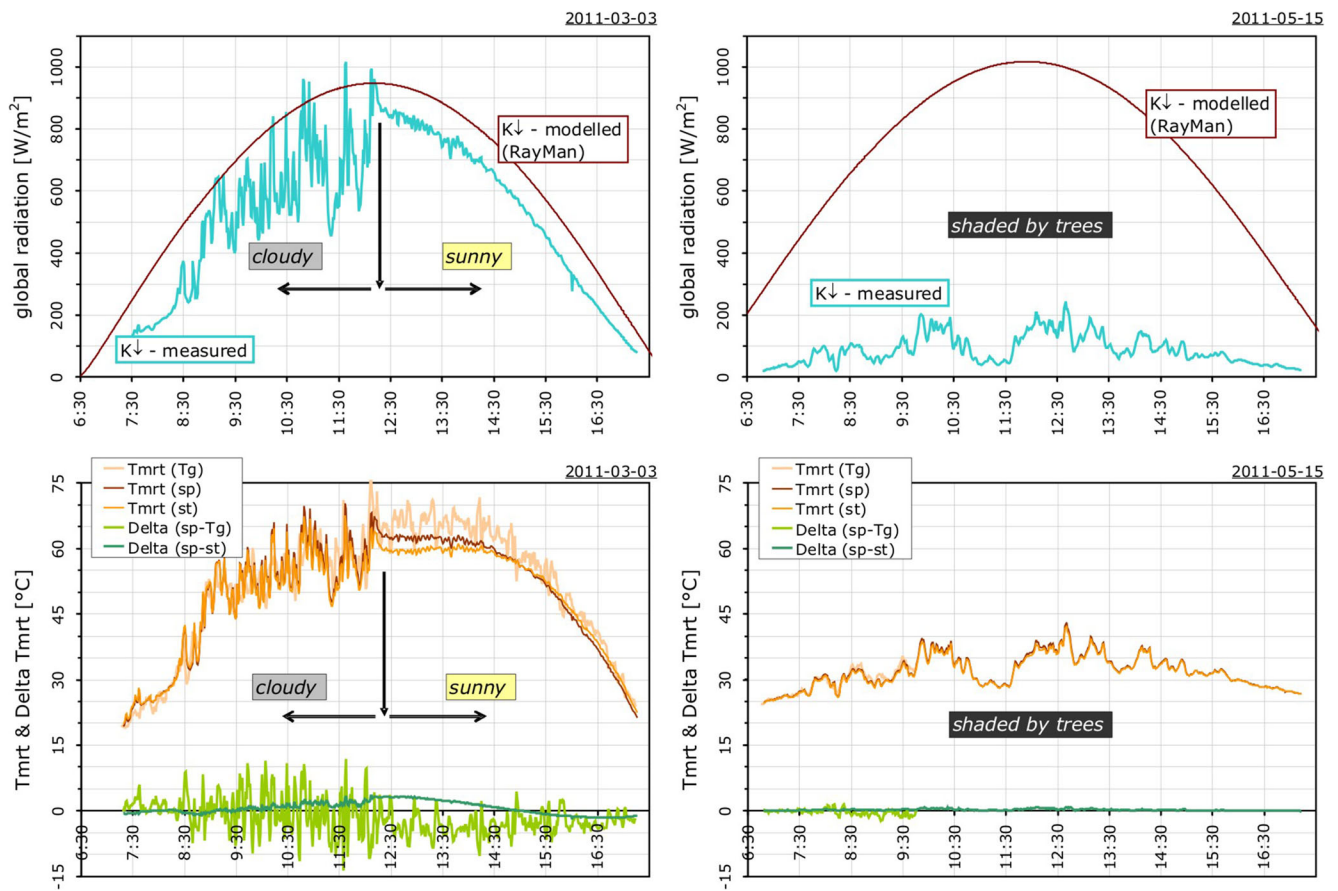 2011-03-03
global radiation [W/m²]
1000
800
600
400
200
0
K↓ - modelled
(RayMan)
cloudy
sunny
K↓ - measured
6:30
7:30
8:30
9:30
10:30
11:30
12:30
13:30
14:30
15:30
16:30
2011-05-15
global radiation [W/m²]
1000
800
600
400
200
0
K↓ - modelled
(RayMan)
shaded by trees
K↓ - measured
6:30
7:30
8:30
9:30
10:30
11:30
12:30
13:30
14:30
15:30
16:30
2011-03-03
Tmrt (Tg)
Tmrt (sp)
Tmrt (st)
Delta (sp-Tg)
Delta (sp-st)
Tmrt & Delta Tmrt [°C]
75
60
45
30
15
0
-15
cloudy
sunny
6:30
7:30
8:30
9:30
10:30
11:30
12:30
13:30
14:30
15:30
16:30
2011-05-15
Tmrt (Tg)
Tmrt (sp)
Tmrt (st)
Delta (sp-Tg)
Delta (sp-st)
Tmrt & Delta Tmrt [°C]
75
60
45
30
15
0
-15
shaded by trees
6:30
7:30
8:30
9:30
10:30
11:30
12:30
13:30
14:30
15:30
16:30